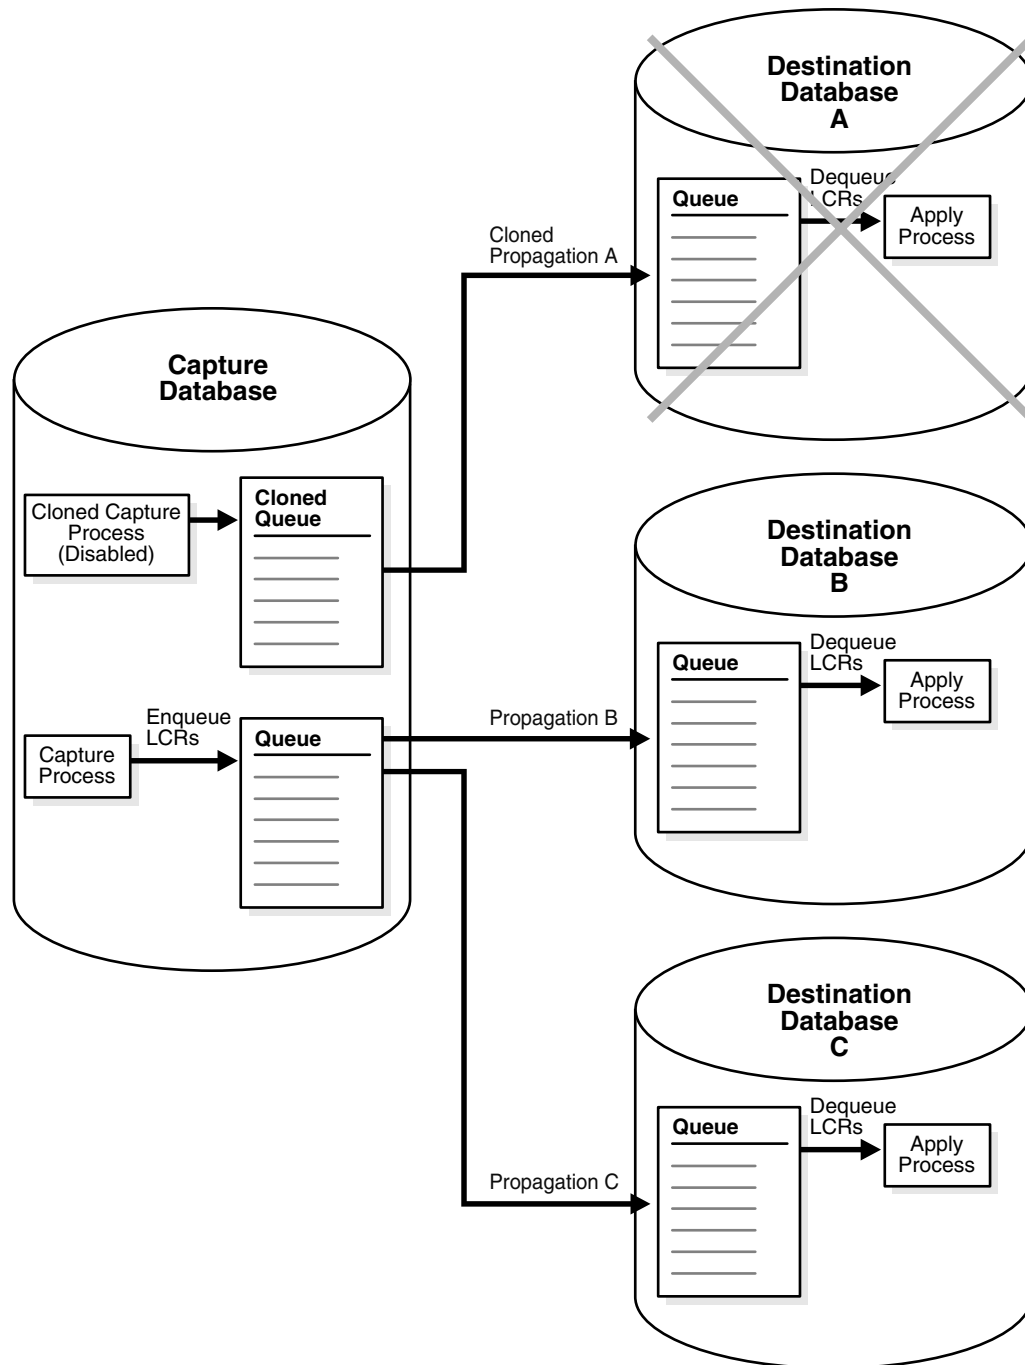 Destination
Database
A
Dequeue
LCRs
Queue
Apply
Process
Cloned
Propagation A
Capture
Database
Cloned Capture
Process
(Disabled)
Cloned
Queue
Destination
Database
B
Dequeue
LCRs
Queue
Apply
Process
Enqueue
LCRs
Capture
Process
Queue
Propagation B
Destination
Database
C
Dequeue
LCRs
Queue
Apply
Process
Propagation C